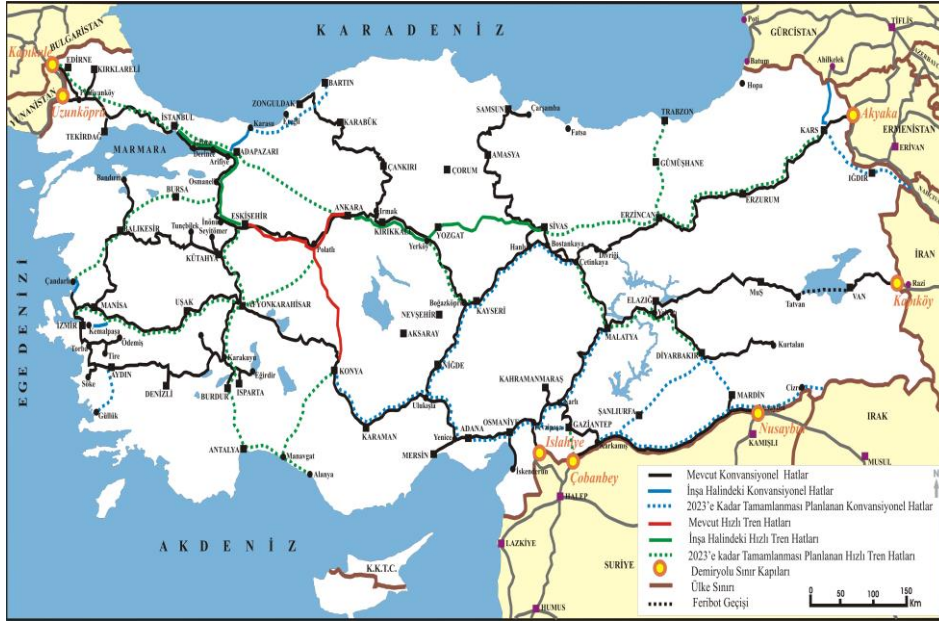 KARADENİZ
BULGARİSTAN
Kapıkule
EDİRNE
KIRKLARELİ
YUNANİSTAN
Uzunköprü
TEKİRDAĞ
İSTANBUL
MARMARA
Derince
Arifiye
ADAPAZARI
Karasu
ZONGULDAK
BARTIN
KARABÜK
ÇANKIRI
ÇORUM
SAMSUN
Çarşamba
Fatsa
AMASYA
TRABZON
GÜMÜŞHANE
Poti
Batum
Hopa
GÜRCİSTAN
TİFLİS
Ahilkelek
KARS
Akyaka
ERMENİSTAN
ERİVAN
IĞDIR
Bandırma
BURSA
Osmaneli
BALIKESİR
Tunçbilek
İnönü
Seyitömer
ESKİŞEHİR
KÜTAHYA
Polatlı
ANKARA
Irmak
Yerköy
YOZGAT
SİVAS
Hanlı
Bostankaya
Çetinkaya
Divriği
ERZİNCAN
ERZURUM
İRAN
EGE DENİZİ
Çandarlı
MANİSA
İZMİR
Kemalpaşa
Ödemiş
Tire
UŞAK
AYDIN
Söke
Güllük
DENİZLİ
Karakuyu
Eğirdir
BURDUR
ISPARTA
ANTALYA
Manavgat
Alanya
KONYA
KARAMAN
Ulukışla
NİĞDE
AKSARAY
NEVŞEHİR
Boğazköprü
KAYSERİ
Yenice
MERSİN
ADANA
OSMANİYE
İskenderun
KAHRAMANMARAŞ
GAZİANTEP
Islahiye
Çobanbey
Karkamış
ŞANLIURFA
MALATYA
ELAZIĞ
DİYARBAKIR
Kurtalan
MARDİN
Nusaybin
KAMIŞLI
MUŞ
Tatvan
VAN
Kapıköy
Razi
IRAK
MUSUL
HALEP
LAZKİYE
SURİYE
HUMUS
AKDENİZ
K.K.T.C.
Mevcut Konvansiyonel Hatlar
İnşa Halindeki Konvansiyonel Hatlar
2023'e Kadar Tamamlanması Planlanan Konvansiyonel Hatlar
Mevcut Hızlı Tren Hatları
İnşa Halindeki Hızlı Tren Hatları
2023'e kadar Tamamlanması Planlanan Hızlı Tren Hatları
Demiryolu Sınır Kapıları
Ülke Sınırı
Feribot Geçişi
N
0 50 100 150
Km